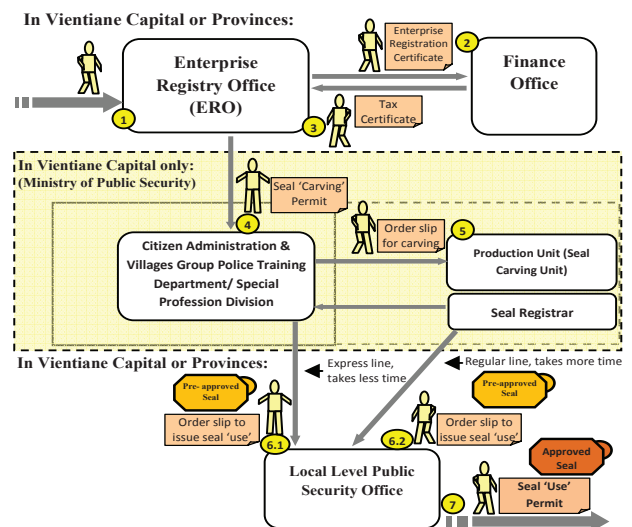 In Vientiane Capital or Provinces:
Enterprise
Registry Office
(ERO)
1
Enterprise
Registration
Certificate
2
Finance
Office
3
Tax
Certificate
In Vientiane Capital only:
(Ministry of Public Security)
Seal 'Carving'
Permit
4
Citizen Administration &
Villages Group Police Training
Department/ Special
Profession Division
Order slip
for carving
5
Production Unit (Seal
Carving Unit)
Seal Registrar
In Vientiane Capital or Provinces:
Express line,
takes less time
Regular line, takes more time
Pre- approved
Seal
Order slip to
issue seal 'use'
6.1
Pre-approved
Seal
6.2
Order slip to
issue seal 'use'
Local Level Public
Security Office
Approved
Seal
7
Seal 'Use'
Permit